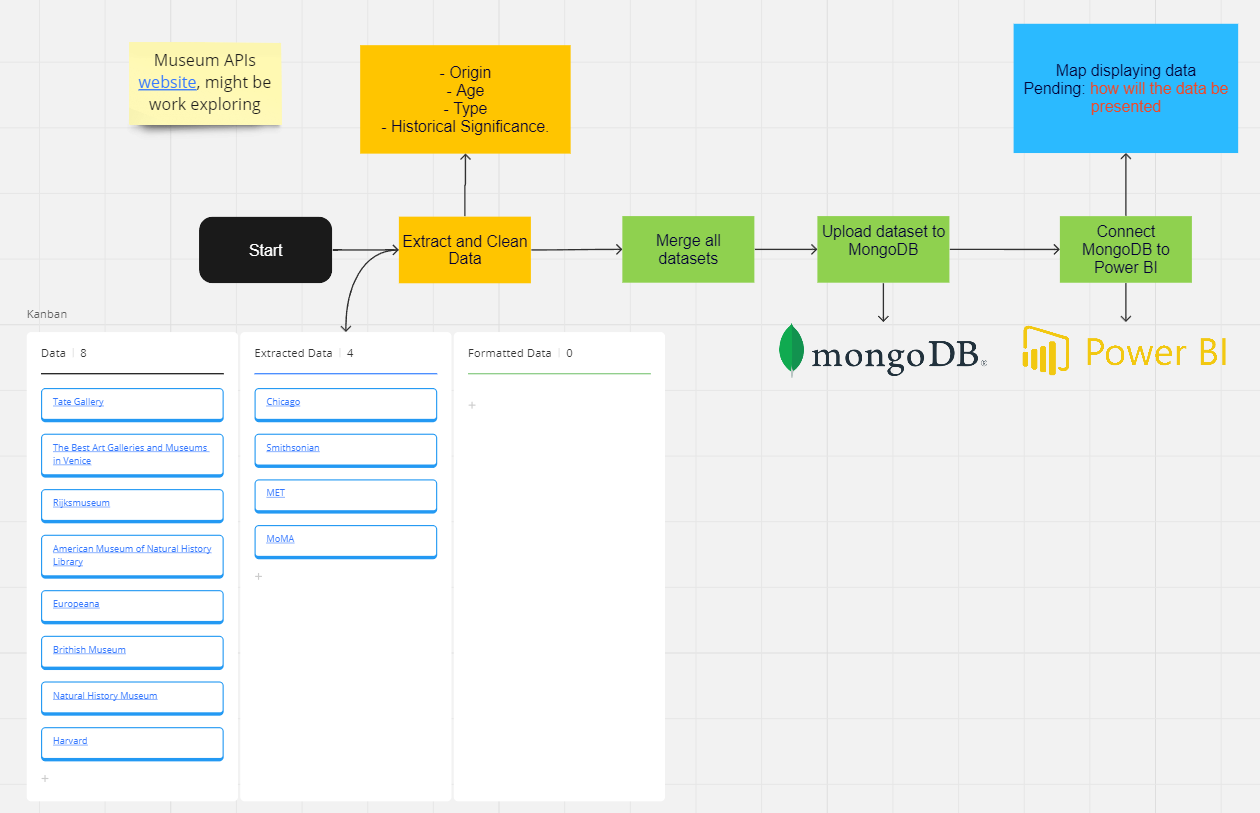 Museum APIs
website, might be
work exploring
- Origin
- Age
- Type
- Historical Significance.
Map displaying data
Pending: how will the data be
presented
Start
Extract and Clean
Data
Merge all
datasets
Upload dataset to
MongoDB
Connect
MongoDB to
Power BI
mongoDB®
Power BI
Kanban
Data | 8
Tate Gallery
The Best Art Galleries and Museums
in Venice
Rijksmuseum
American Museum of Natural History
Library
Europeana
Brithish Museum
Natural History Museum
Harvard
+
Extracted Data | 4
Chicago
Smithsonian
MET
MoMA
+
Formatted Data | 0
+